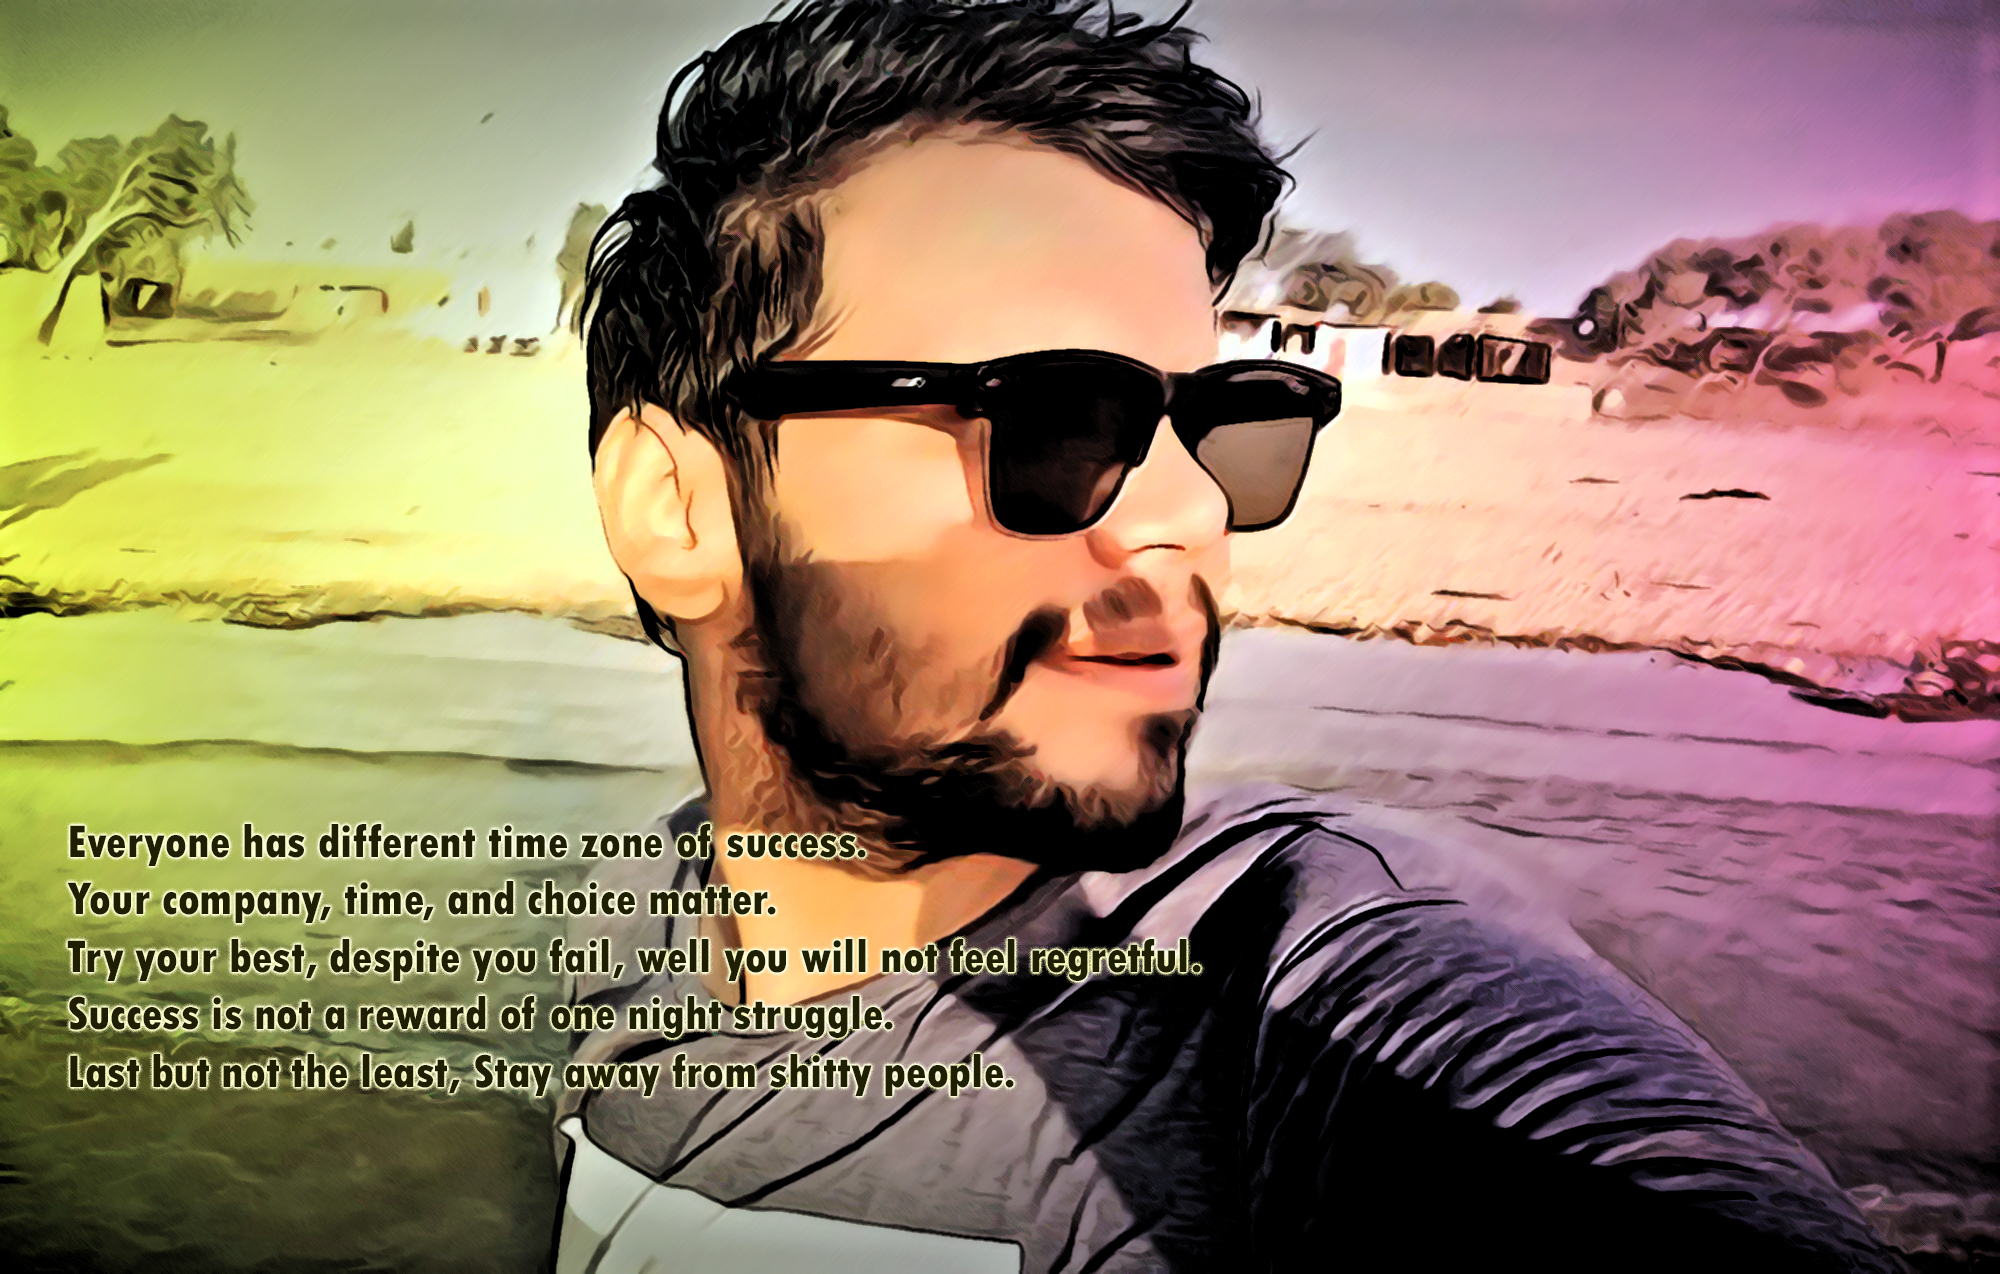 Everyone has different time zone of success.
Your company, time, and choice matter.
Try your best, despite you fail, well you will not feel regretful.
Success is not a reward of one night struggle.
Last but not the least, Stay away from shitty people.